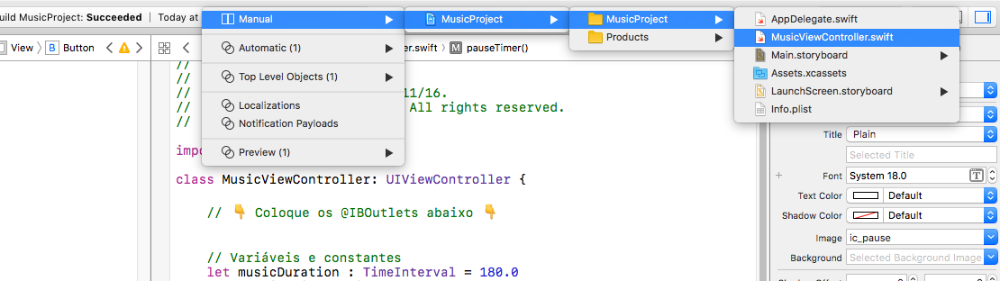 uild MusicProject: Succeeded | Today at
Manual
MusicProject
MusicProject
Products
AppDelegate.swift
MusicViewController.swift
Main.storyboard
Assets.xcassets
LaunchScreen.storyboard
Info.plist
View > B Button
Automatic (1)
Top Level Objects (1)
Localizations
Notification Payloads
Preview (1)
ler.swift > M pauseTimer()
//
//
// 11/16.
// All rights reserved.
//
impo
class MusicViewController: UIViewController {
// 👇 Coloque os @IBOutlets abaixo 👇
// Variáveis e constantes
let musicDuration : TimeInterval = 180.0
Title Plain
Selected Title
+ Font System 18.0 T
Text Color Default
Shadow Color Default
Image ic_pause
Background Selected Background Image